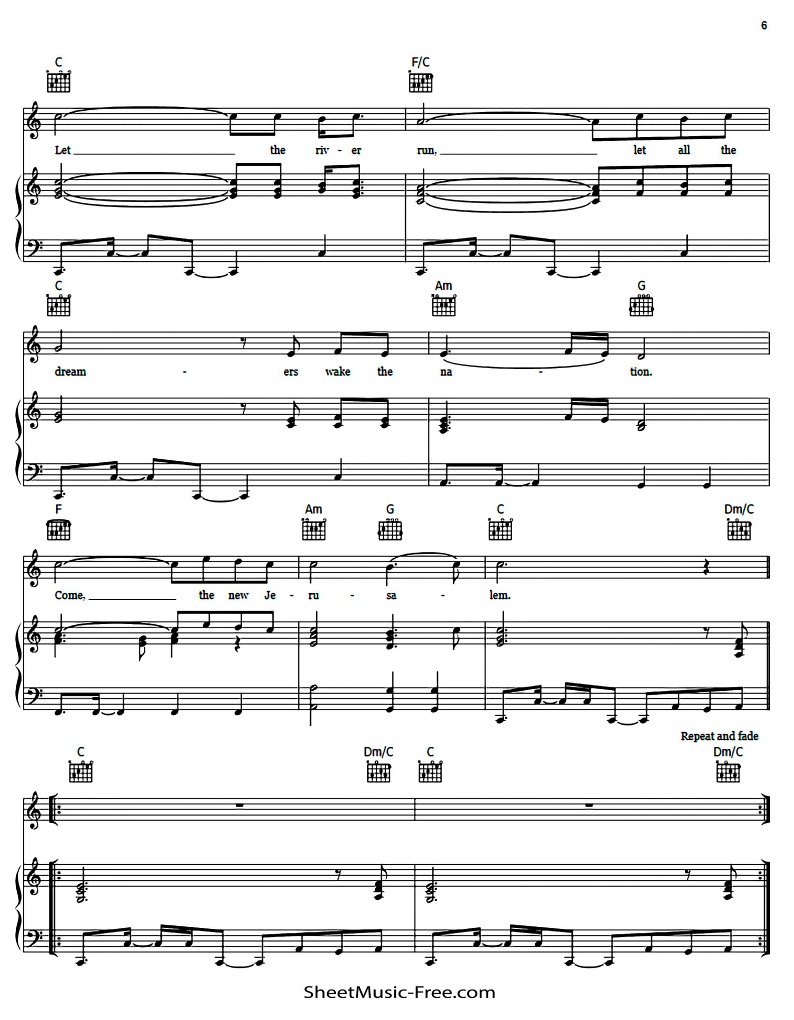 6
C F/C
Let the riv - er run, let all the
C Am G
dream - ers wake the na - tion.
F Am G C Dm/C
Come, the new Je - ru - sa - lem.
Repeat and fade
C Dm/C C Dm/C
SheetMusic-Free.com